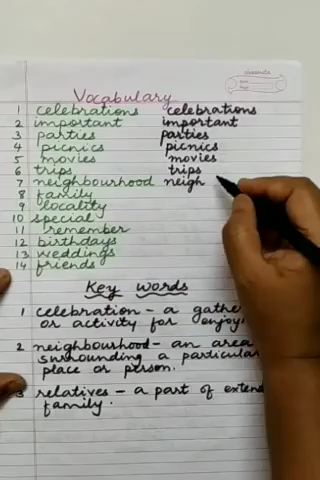 classmate
Vocabulary
1 celebrations celebrations
2 important important
3 parties parties
4 picnics picnics
5 movies movies
6 trips trips
7 neighbourhood neigh
8 family
9 locality
10 special
11 remember
12 birthdays
13 weddings
14 friends
Key words
1 celebration - a gathe
or activity for enjoy
2 neighbourhood - an area
surrounding a particular
place or person.
3 relatives - a part of extend
family.